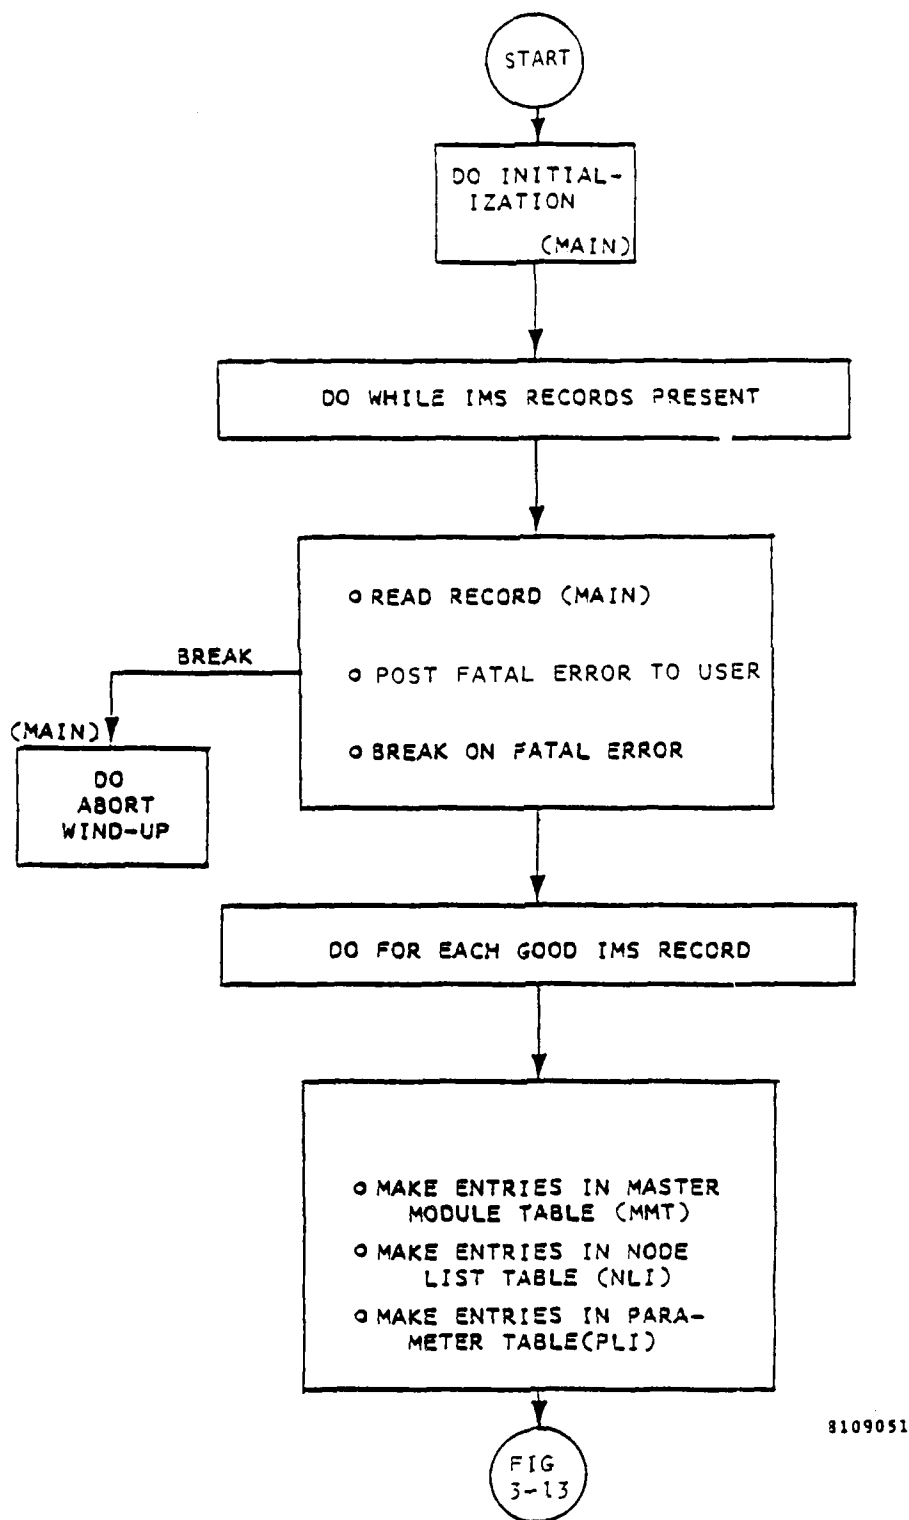 START
DO INITIAL-
IZATION
(MAIN)
DO WHILE IMS RECORDS PRESENT
o READ RECORD (MAIN)
BREAK
o POST FATAL ERROR TO USER
(MAIN)
o BREAK ON FATAL ERROR
DO
ABORT
WIND-UP
DO FOR EACH GOOD IMS RECORD
o MAKE ENTRIES IN MASTER
MODULE TABLE (MMT)
o MAKE ENTRIES IN NODE
LIST TABLE (NLI)
o MAKE ENTRIES IN PARA-
METER TABLE(PLI)
8109051
FIG
3-13